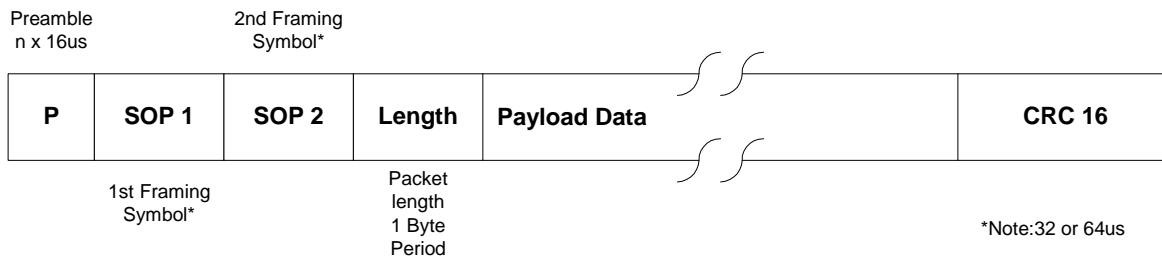 Preamble
n x 16us
2nd Framing
Symbol*
P
SOP 1
SOP 2
Length
Payload Data
CRC 16
1st Framing
Symbol*
Packet
length
1 Byte
Period
*Note:32 or 64us